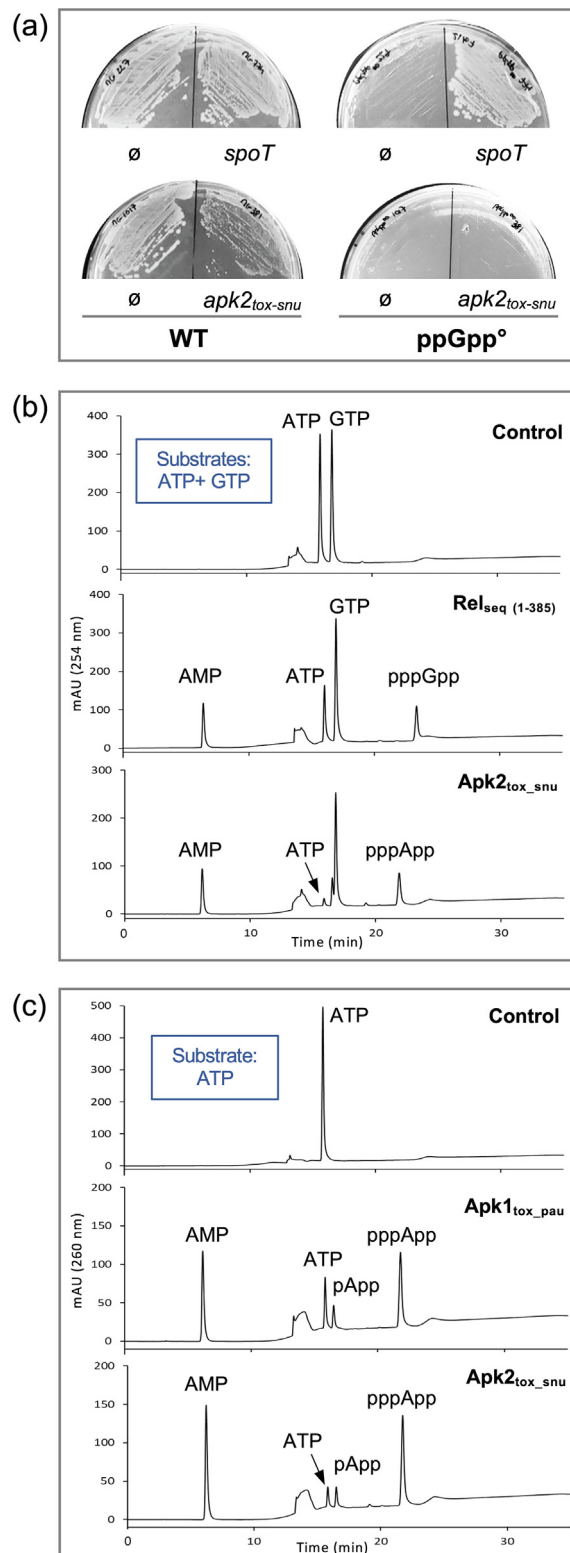 (a)
ø
spoT
ø
spoT
ø
apk2tox-snu
ø
apk2tox-snu
WT
ppGpp°
(b)
400
300
200
100
0
Substrates:
ATP+ GTP
ATP
GTP
Control
400
300
200
100
0
mAU (254 nm)
AMP
ATP
GTP
pppGpp
Relseq (1-385)
300
200
100
0
AMP
ATP
pppApp
Apk2tox_snu
0
10
20
30
Time (min)
(c)
500
400
300
200
100
0
Substrate:
ATP
ATP
Control
200
150
100
50
0
mAU (260 nm)
AMP
ATP
pApp
pppApp
Apk1tox_pau
200
150
100
50
0
AMP
ATP
pApp
pppApp
Apk2tox_snu
0
10
20
30
Time (min)